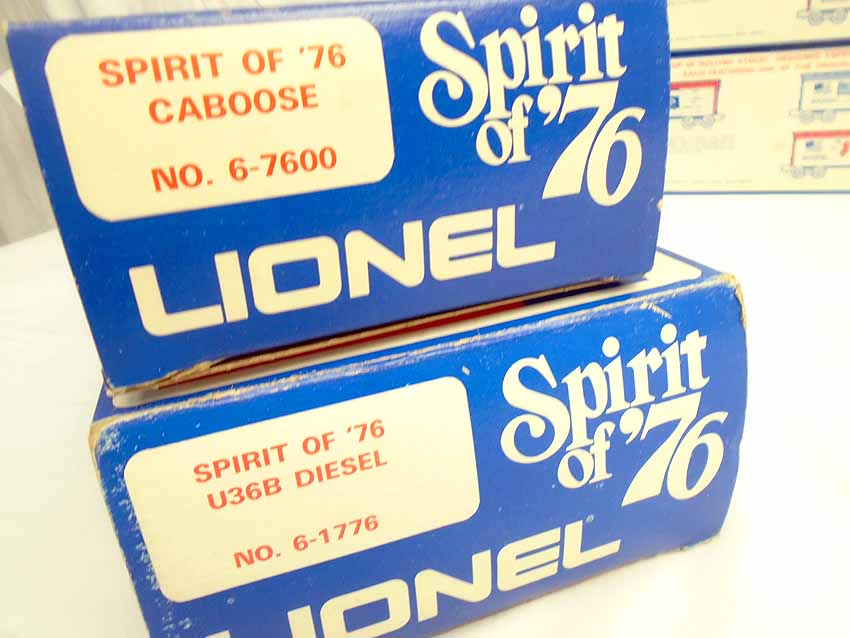 SPIRIT OF '76
CABOOSE
NO. 6-7600
Spirit
of '76
LIONEL
SPIRIT OF '76
U36B DIESEL
NO. 6-1776
Spirit
of '76
LIONEL